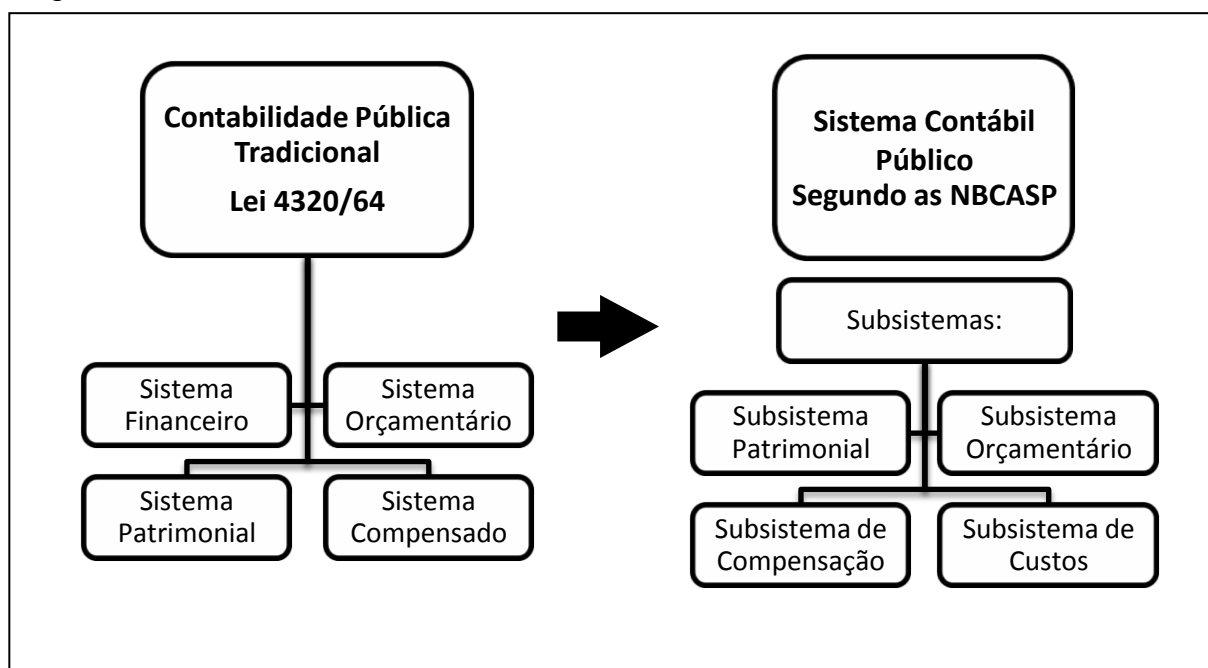 Contabilidade Pública
Tradicional
Lei 4320/64
Sistema
Financeiro
Sistema
Orçamentário
Sistema
Patrimonial
Sistema
Compensado
Sistema Contábil
Público
Segundo as NBCASP
Subsistemas:
Subsistema
Patrimonial
Subsistema
Orçamentário
Subsistema de
Compensação
Subsistema de
Custos